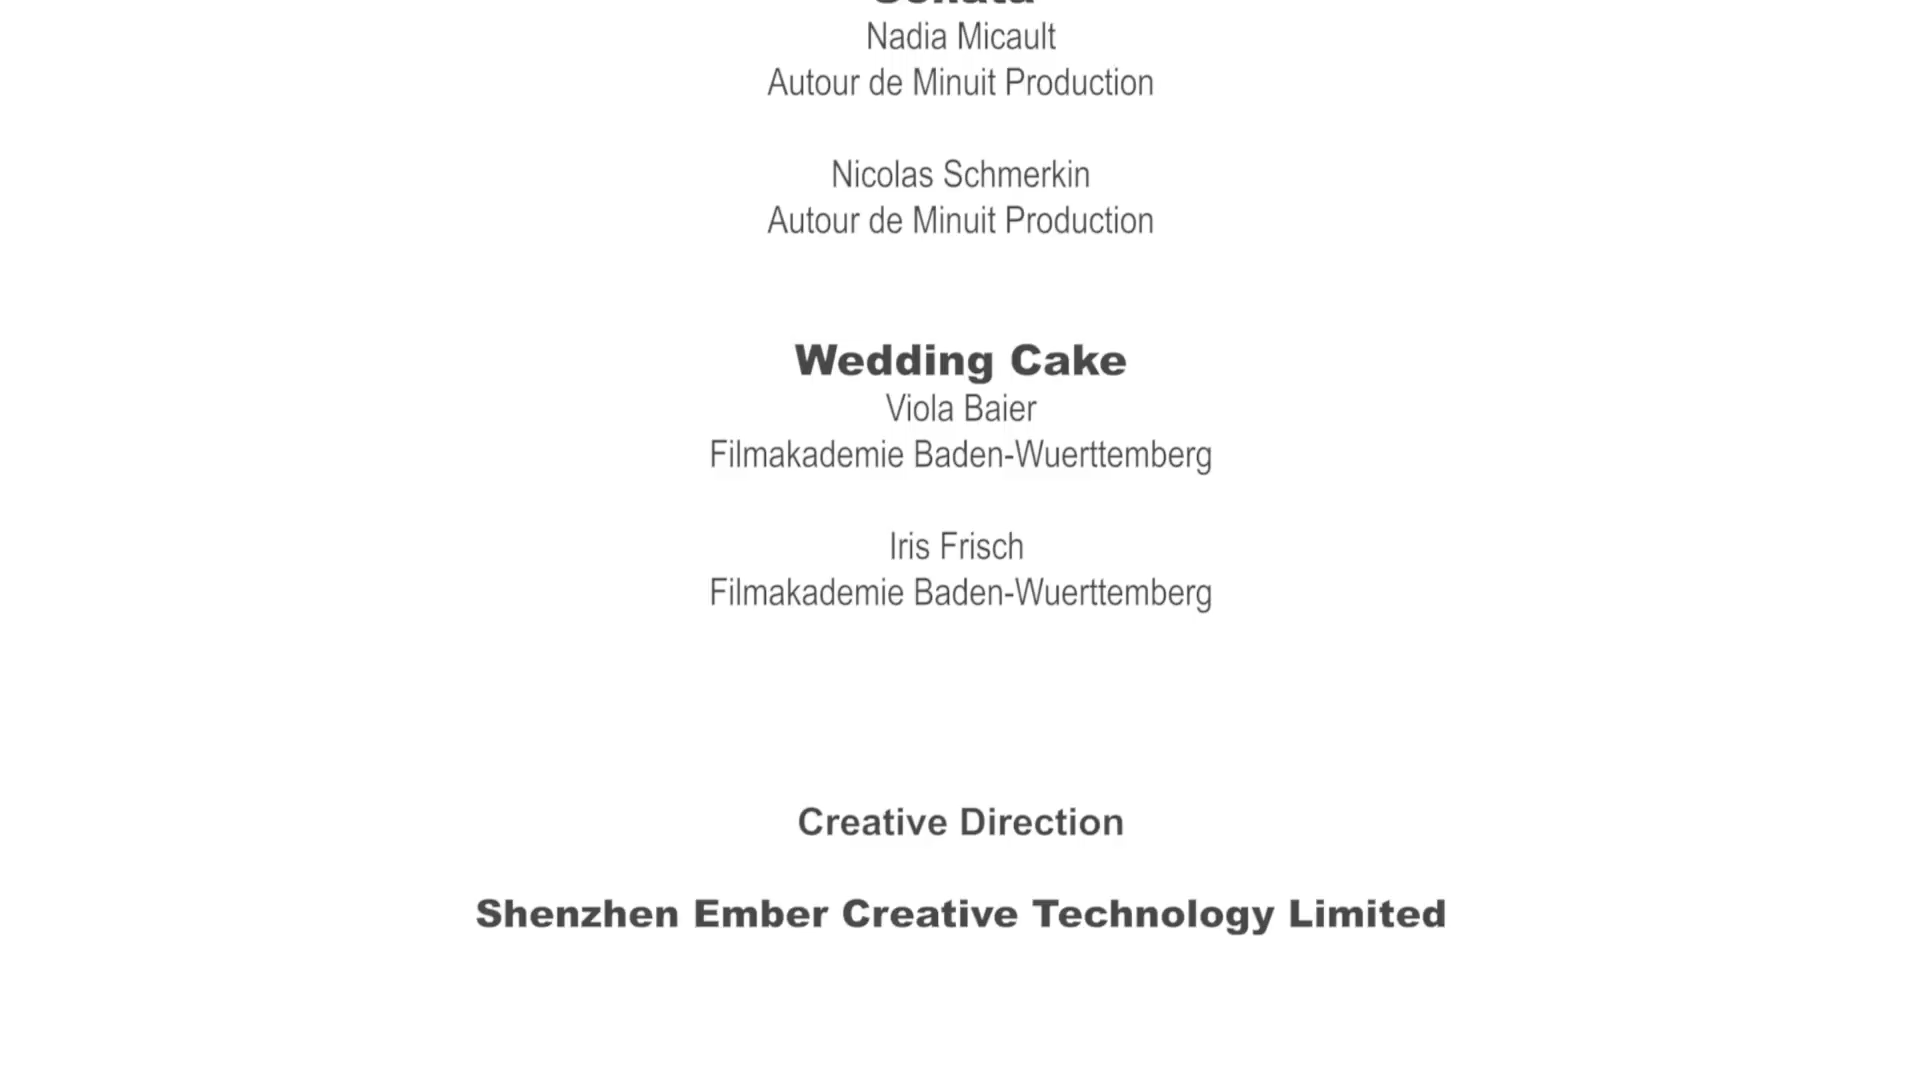 Nadia Micault
Autour de Minuit Production
Nicolas Schmerkin
Autour de Minuit Production
Wedding Cake
Viola Baier
Filmakademie Baden-Wuerttemberg
Iris Frisch
Filmakademie Baden-Wuerttemberg
Creative Direction
Shenzhen Ember Creative Technology Limited